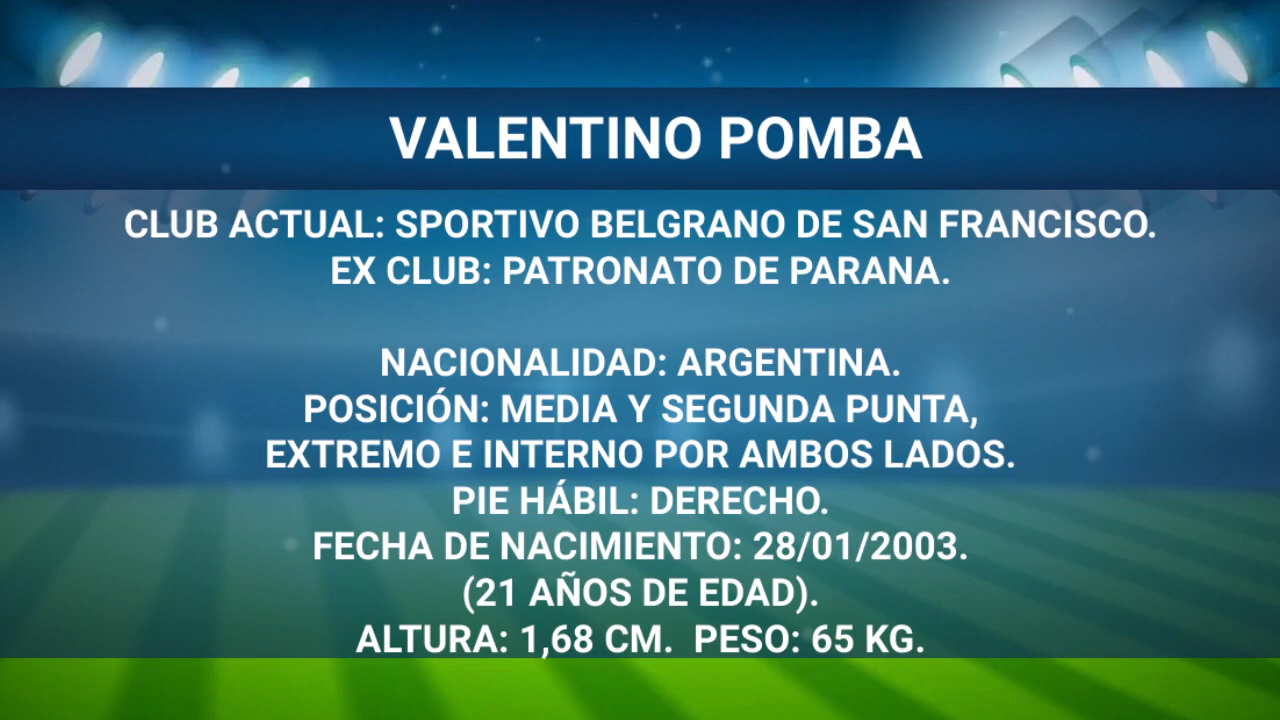 VALENTINO POMBA
CLUB ACTUAL: SPORTIVO BELGRANO DE SAN FRANCISCO.
EX CLUB: PATRONATO DE PARANA.
NACIONALIDAD: ARGENTINA.
POSICIÓN: MEDIA Y SEGUNDA PUNTA,
EXTREMO E INTERNO POR AMBOS LADOS.
PIE HÁBIL: DERECHO.
FECHA DE NACIMIENTO: 28/01/2003.
(21 AÑOS DE EDAD).
ALTURA: 1,68 CM. PESO: 65 KG.